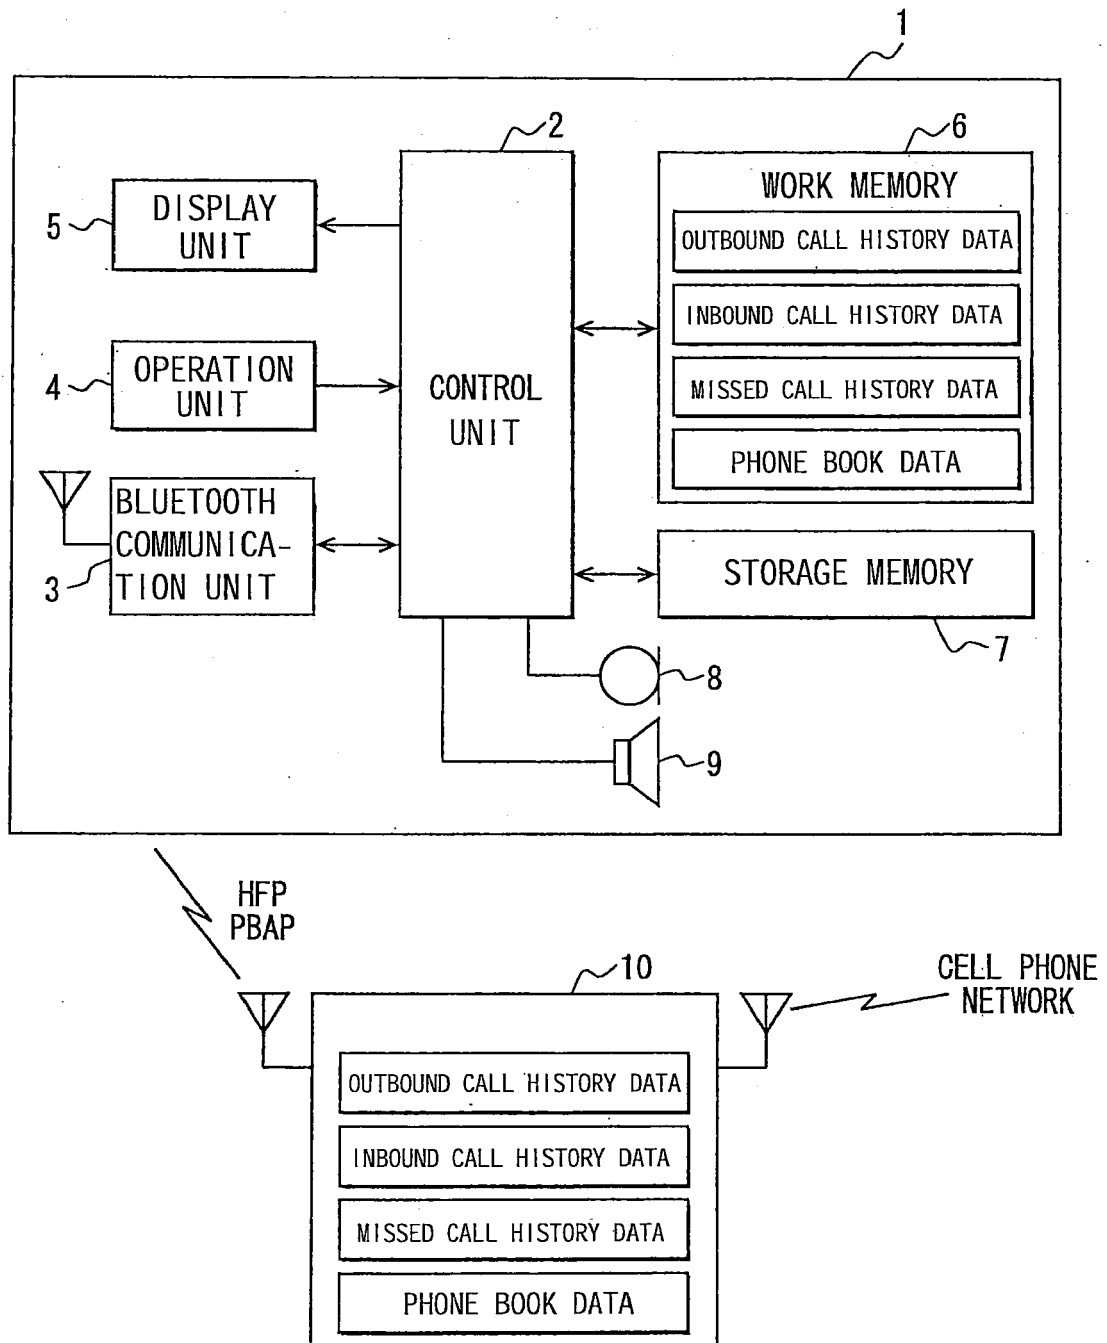 1
2
6
WORK MEMORY
OUTBOUND CALL HISTORY DATA
INBOUND CALL HISTORY DATA
MISSED CALL HISTORY DATA
PHONE BOOK DATA
5
DISPLAY
UNIT
4
OPERATION
UNIT
CONTROL
UNIT
3
BLUETOOTH
COMMUNICA-
TION UNIT
STORAGE MEMORY
7
8
9
HFP
PBAP
10
CELL PHONE
NETWORK
OUTBOUND CALL HISTORY DATA
INBOUND CALL HISTORY DATA
MISSED CALL HISTORY DATA
PHONE BOOK DATA